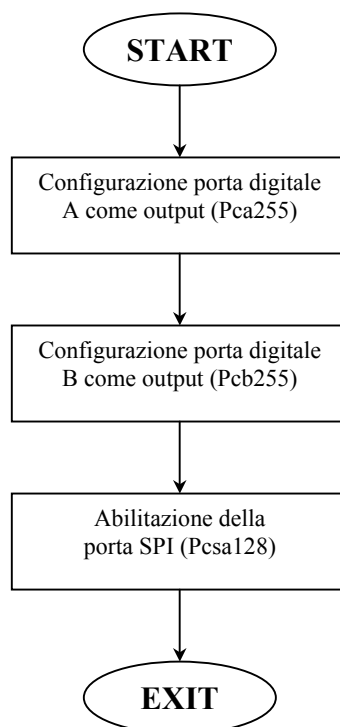 START
Configurazione porta digitale
A come output (Pca255)
Configurazione porta digitale
B come output (Pcb255)
Abilitazione della
porta SPI (Pcsa128)
EXIT